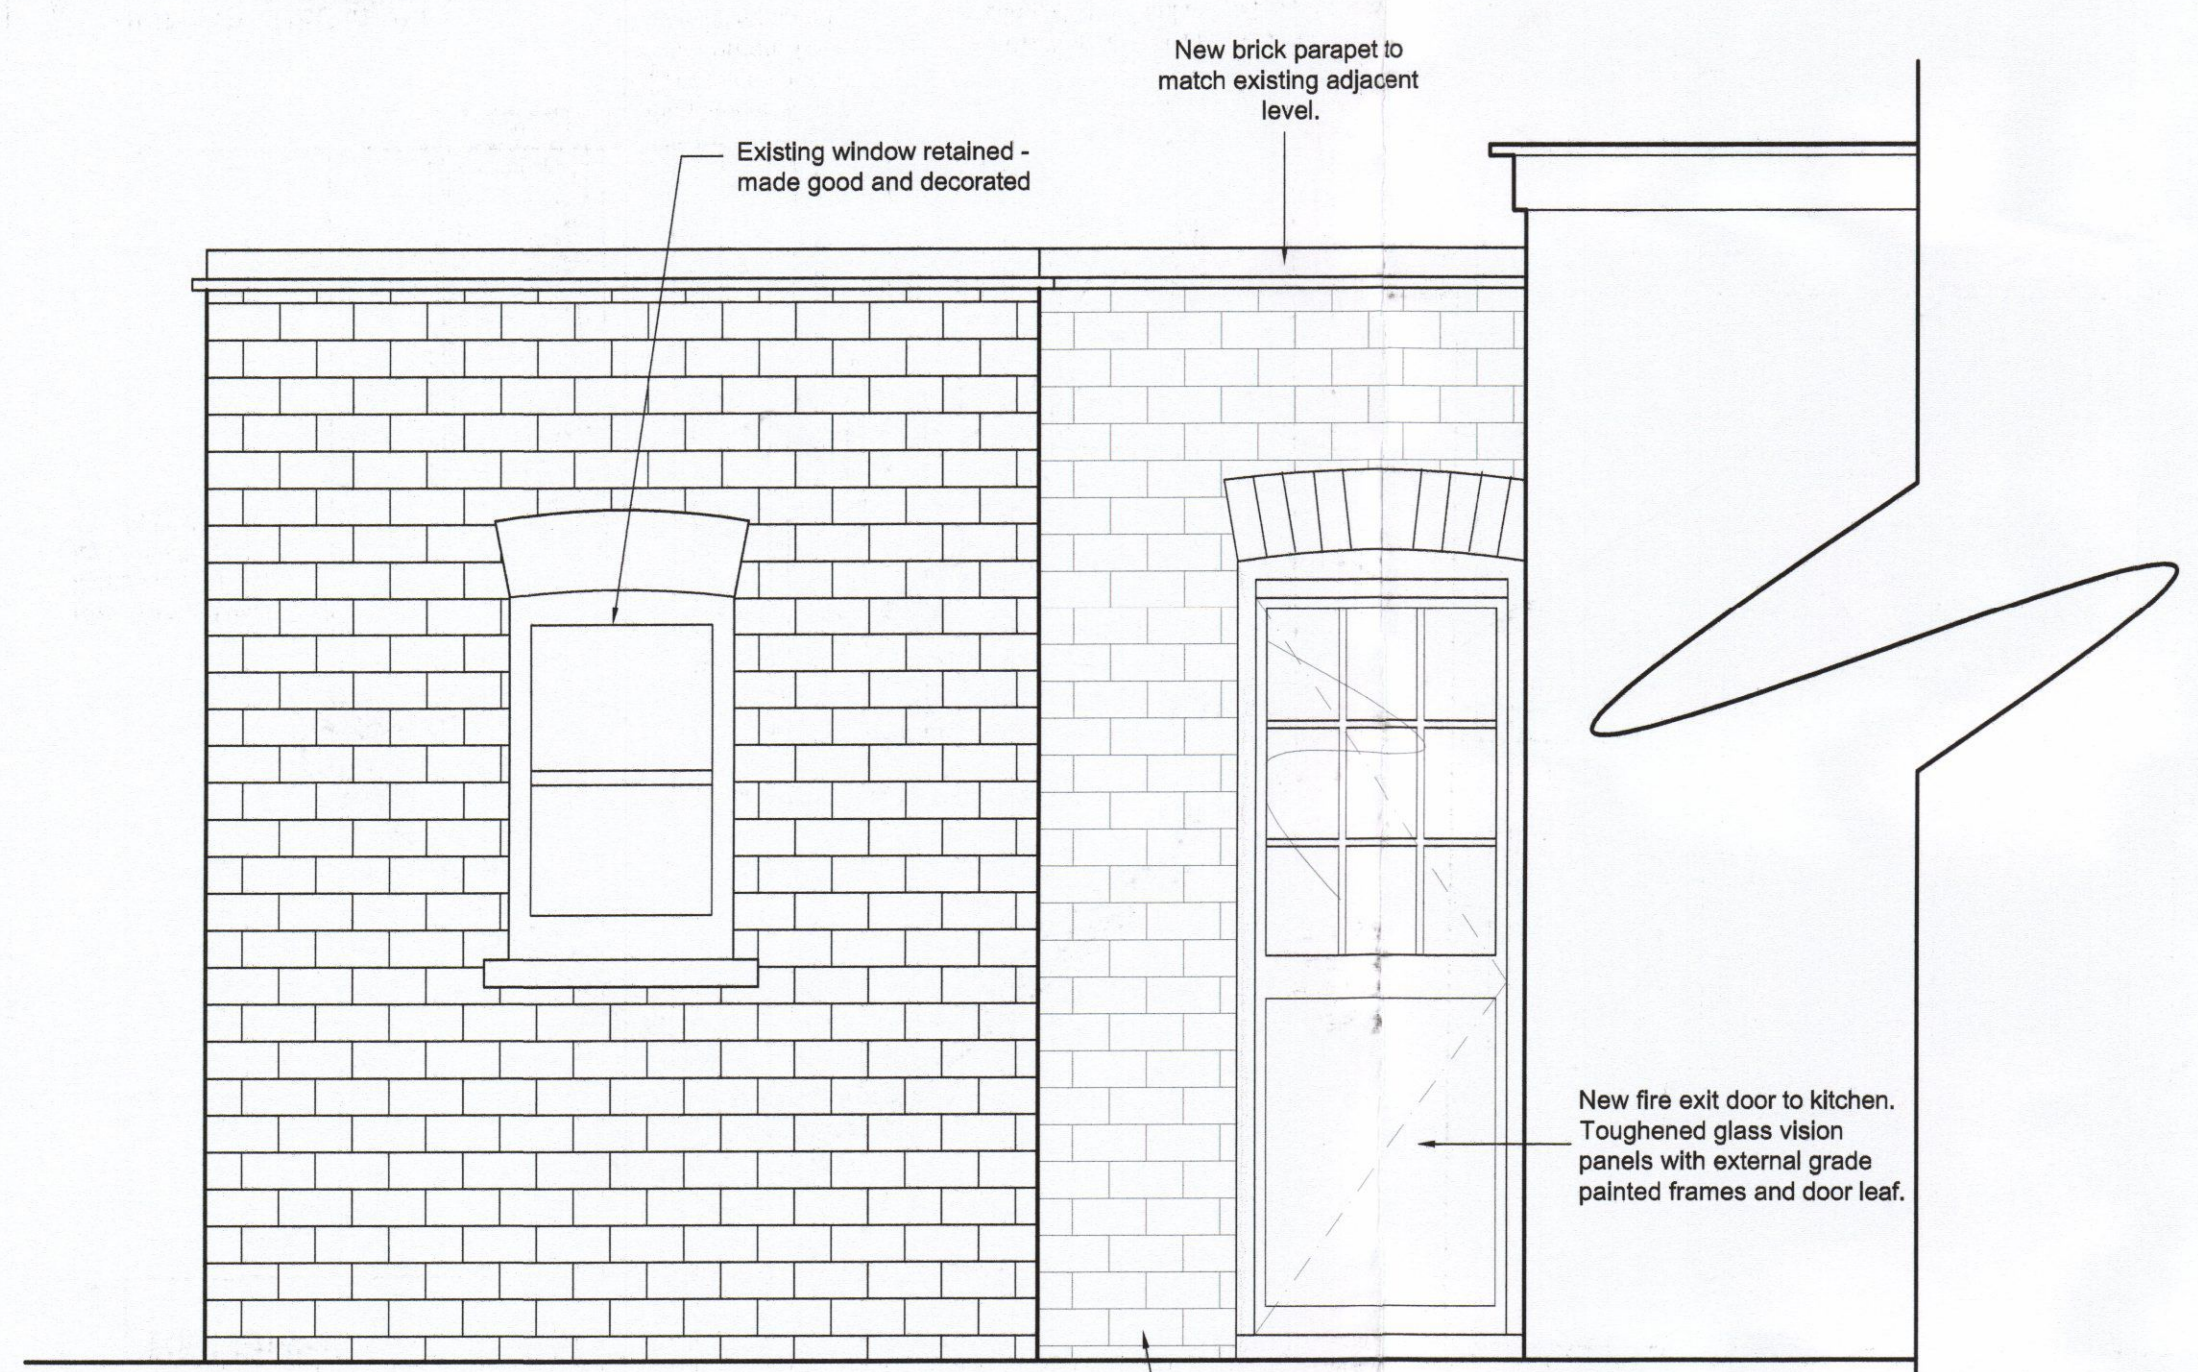 New brick parapet to
match existing adjacent
level.
Existing window retained -
made good and decorated
New fire exit door to kitchen.
Toughened glass vision
panels with external grade
painted frames and door leaf.